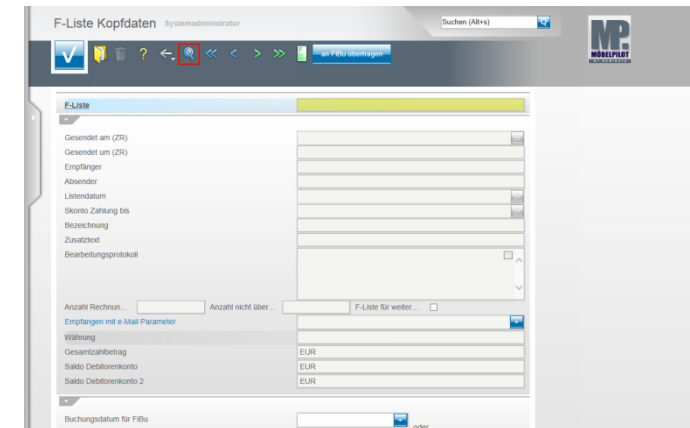 F-Liste Kopfdaten Systemadministrator
Suchen (Alt+s)
an FiBu übertragen
MP.
MÖBELPILOT
F-Liste
Gesendet am (ZR)
Gesendet um (ZR)
Empfänger
Absender
Listendatum
Skonto Zahlung bis
Bezeichnung
Zusatztext
Bearbeitungsprotokoll
Anzahl Rechnun... Anzahl nicht über... F-Liste für weiter...
Empfangen mit e-Mail Parameter
Währung
Gesamtzahlbetrag EUR
Saldo Debitorenkonto EUR
Saldo Debitorenkonto 2 EUR
Buchungsdatum für FiBu oder